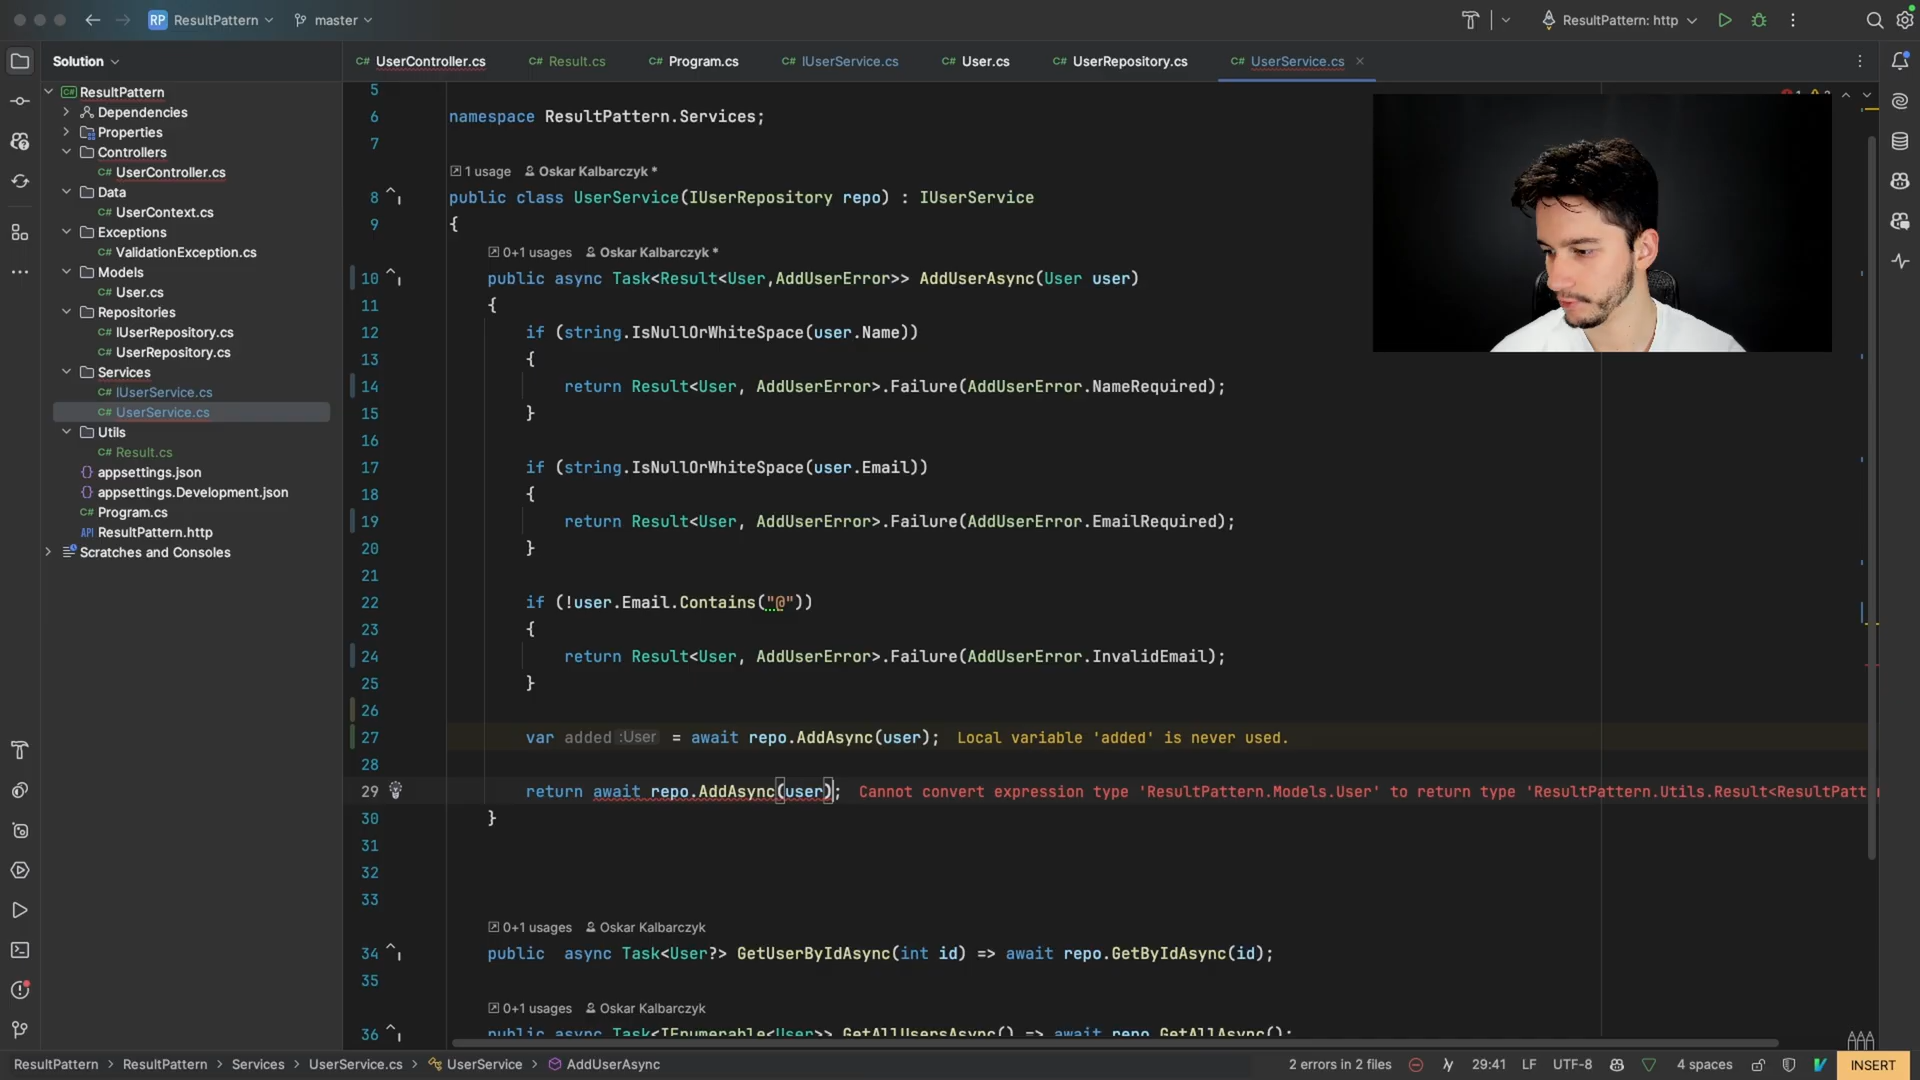 RP ResultPattern master ResultPattern: http
Solution
C# UserController.cs C# Result.cs C# Program.cs C# IUserService.cs C# User.cs C# UserRepository.cs C# UserService.cs
C# ResultPattern
Dependencies
Properties
Controllers
C# UserController.cs
Data
C# UserContext.cs
Exceptions
C# ValidationException.cs
Models
C# User.cs
Repositories
C# IUserRepository.cs
C# UserRepository.cs
Services
C# IUserService.cs
C# UserService.cs
Utils
C# Result.cs
{} appsettings.json
{} appsettings.Development.json
C# Program.cs
API ResultPattern.http
Scratches and Consoles
5
6 namespace ResultPattern.Services;
7
1 usage Oskar Kalbarczyk *
8 public class UserService(IUserRepository repo) : IUserService
9 {
0+1 usages Oskar Kalbarczyk *
10 public async Task<Result<User,AddUserError>> AddUserAsync(User user)
11 {
12 if (string.IsNullOrWhiteSpace(user.Name))
13 {
14 return Result<User, AddUserError>.Failure(AddUserError.NameRequired);
15 }
16
17 if (string.IsNullOrWhiteSpace(user.Email))
18 {
19 return Result<User, AddUserError>.Failure(AddUserError.EmailRequired);
20 }
21
22 if (!user.Email.Contains("@"))
23 {
24 return Result<User, AddUserError>.Failure(AddUserError.InvalidEmail);
25 }
26
27 var added :User = await repo.AddAsync(user); Local variable 'added' is never used.
28
29 return await repo.AddAsync(user); Cannot convert expression type 'ResultPattern.Models.User' to return type 'ResultPattern.Utils.Result<ResultPatt
30 }
31
32
33
0+1 usages Oskar Kalbarczyk
34 public async Task<User?> GetUserByIdAsync(int id) => await repo.GetByIdAsync(id);
35
0+1 usages Oskar Kalbarczyk
36 public async Task<IEnumerable<User>> GetAllUsersAsync() => await repo.GetAllAsync();
ResultPattern > ResultPattern > Services > UserService.cs > UserService > AddUserAsync 2 errors in 2 files 29:41 LF UTF-8 4 spaces INSERT